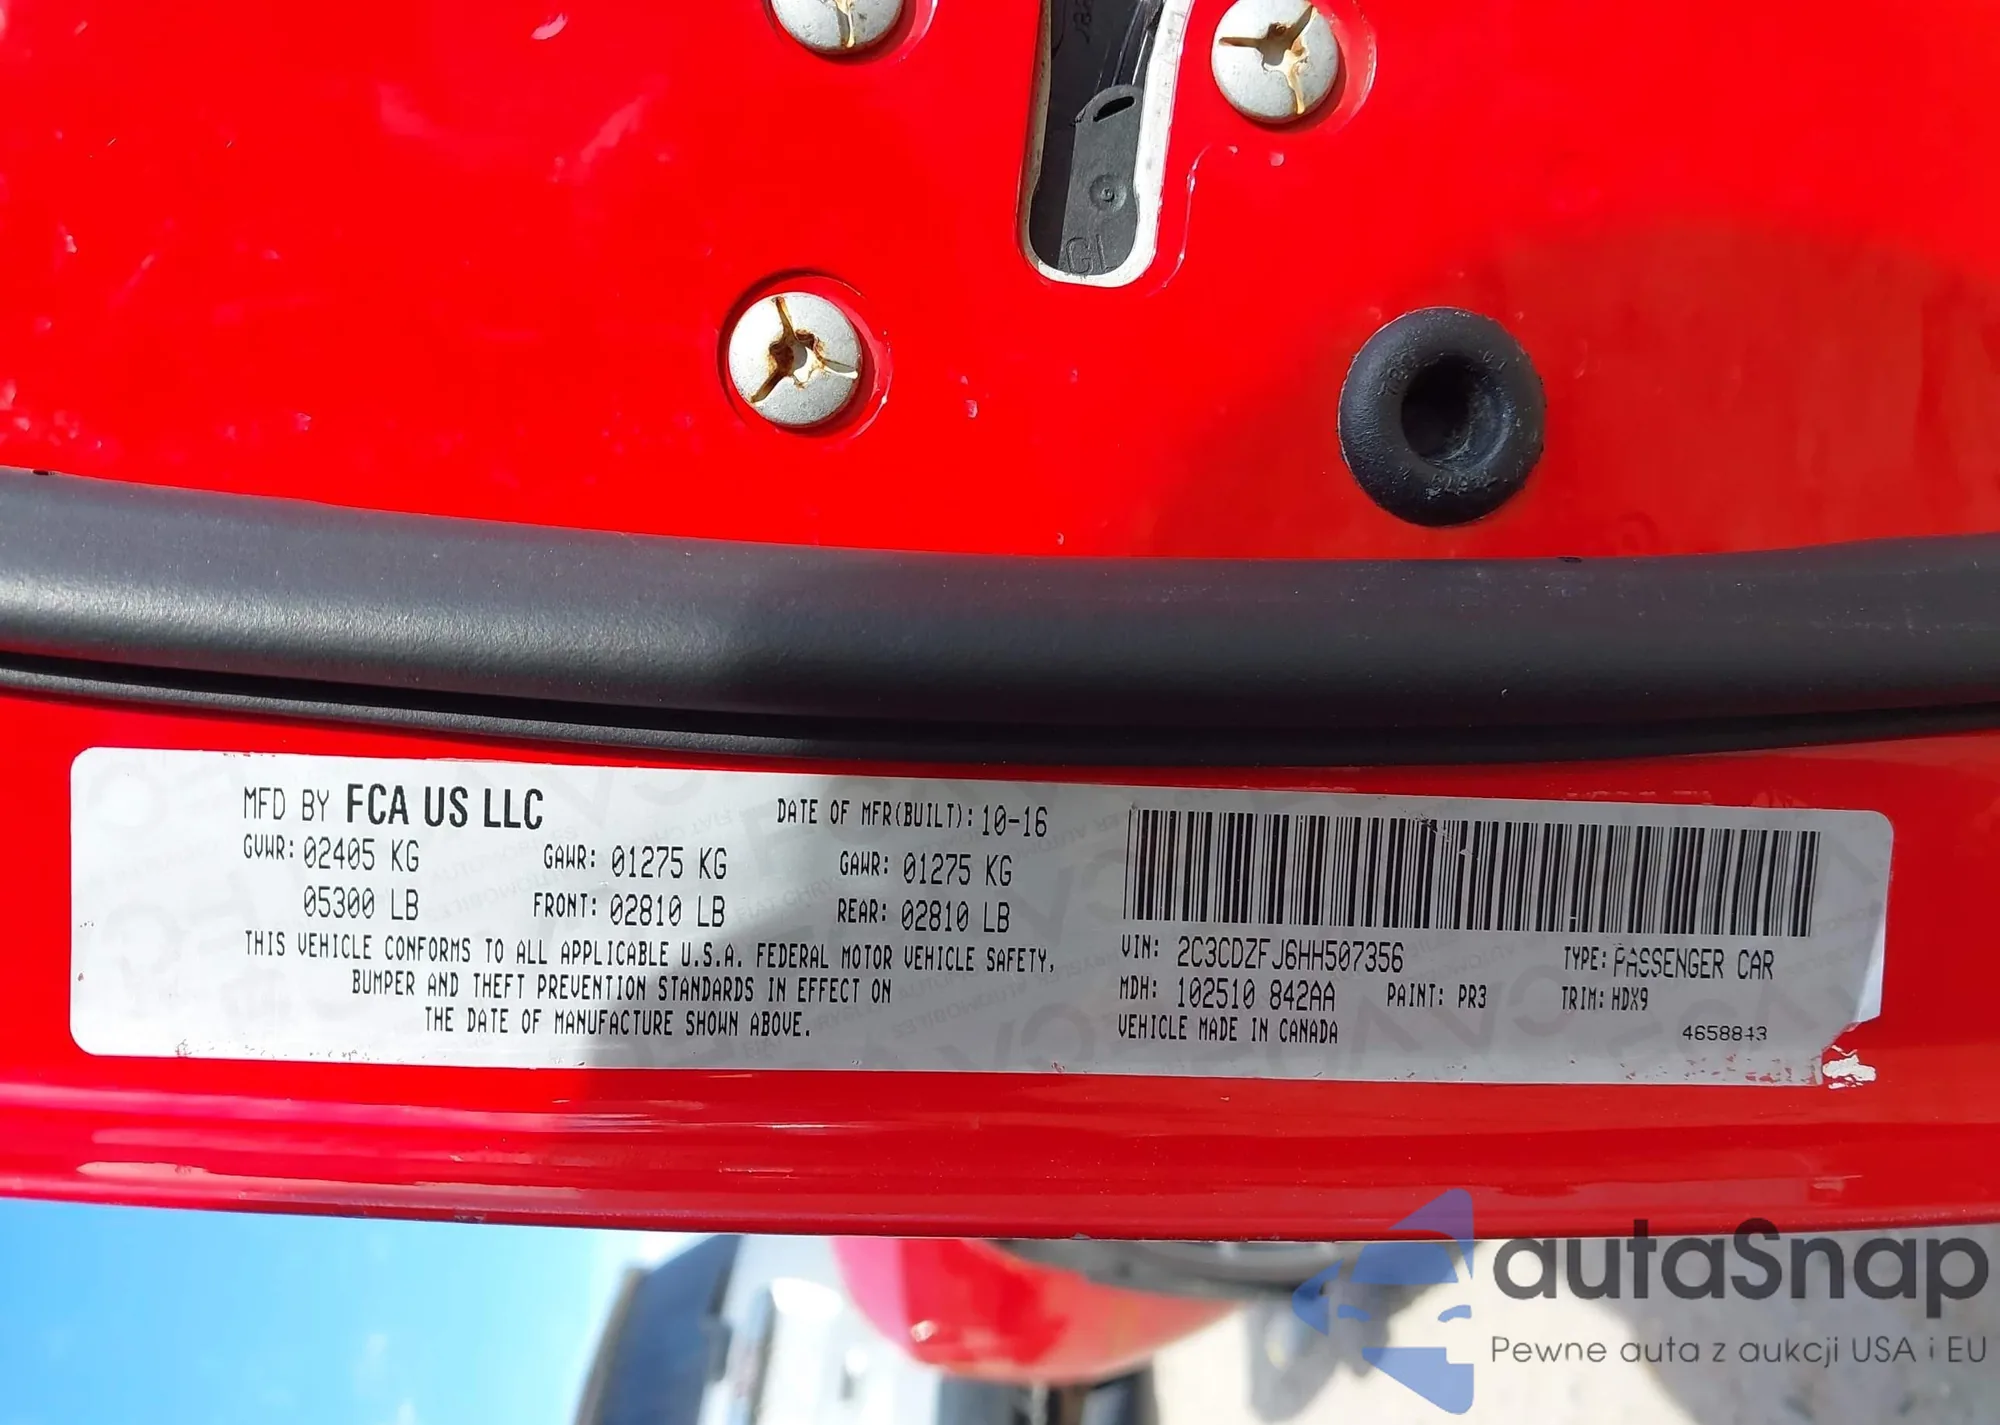 GL
MFD BY FCA US LLC
DATE OF MFR(BUILT): 10-16
GVWR: 02405 KG
GAWR: 01275 KG
GAWR: 01275 KG
05300 LB
FRONT: 02810 LB
REAR: 02810 LB
THIS VEHICLE CONFORMS TO ALL APPLICABLE U.S.A. FEDERAL MOTOR VEHICLE SAFETY,
BUMPER AND THEFT PREVENTION STANDARDS IN EFFECT ON
THE DATE OF MANUFACTURE SHOWN ABOVE.
VIN: 2C3CDZFJ6HH507356
TYPE: PASSENGER CAR
MDH: 102510 842AA
PAINT: PR3
TRIM: HDX9
VEHICLE MADE IN CANADA
4658843
autaSnap
Pewne auta z aukcji USA i EU